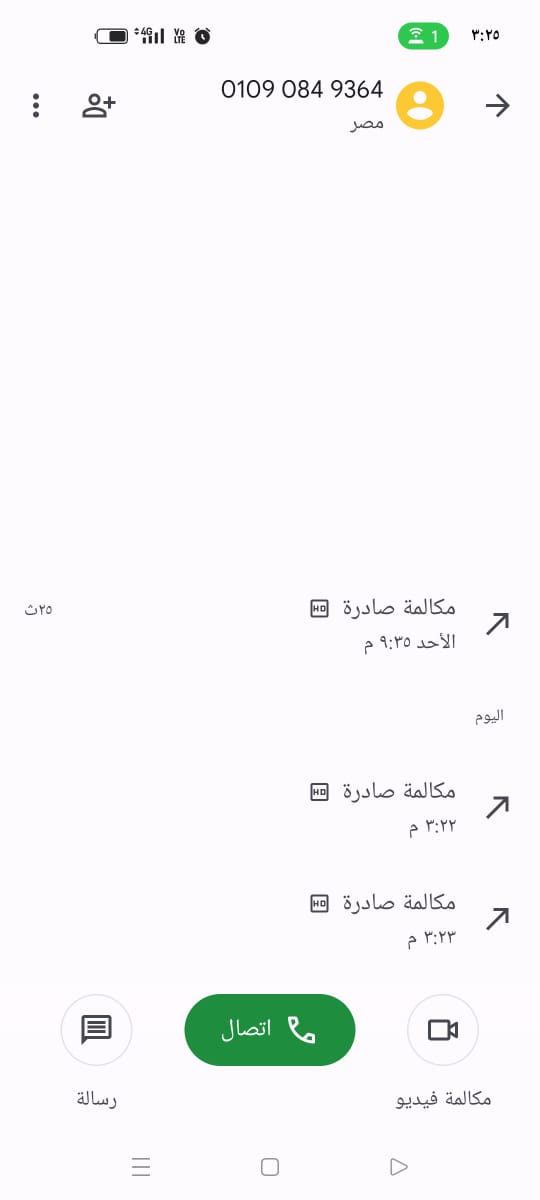 ٣:٢٥
1
4G
Vo LTE
0109 084 9364
مصر
مكالمة صادرة HD
٢٥ث
الأحد ٩:٣٥ م
اليوم
مكالمة صادرة HD
٣:٢٢ م
مكالمة صادرة HD
٣:٢٣ م
اتصال
مكالمة فيديو
رسالة